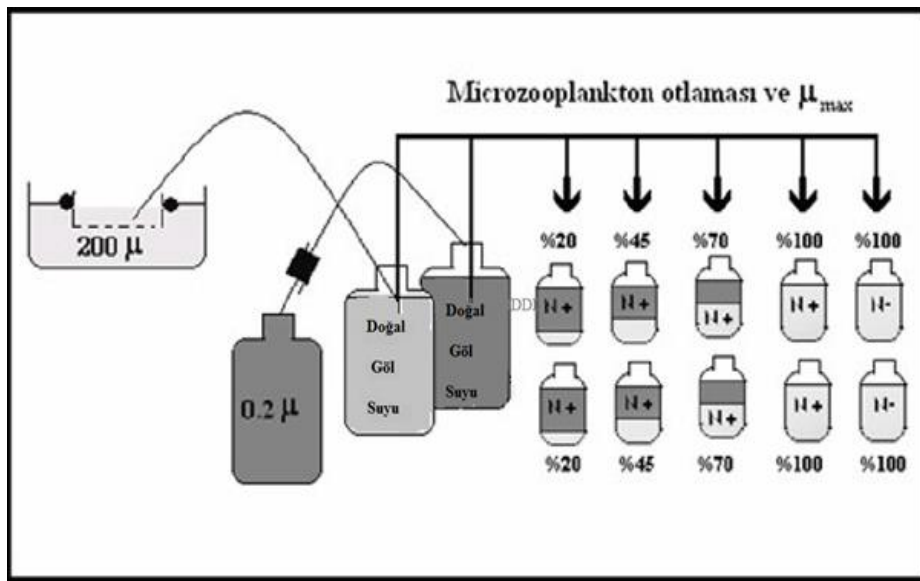 Microzooplankton otlaması ve μmax
200 μ
%20 %45 %70 %100 %100
0.2 μ
Doğal
Göl
Suyu
Doğal
Göl
Suyu
N+ N+ N+ N+ N-
N+ N+ N+ N+ N-
%20 %45 %70 %100 %100